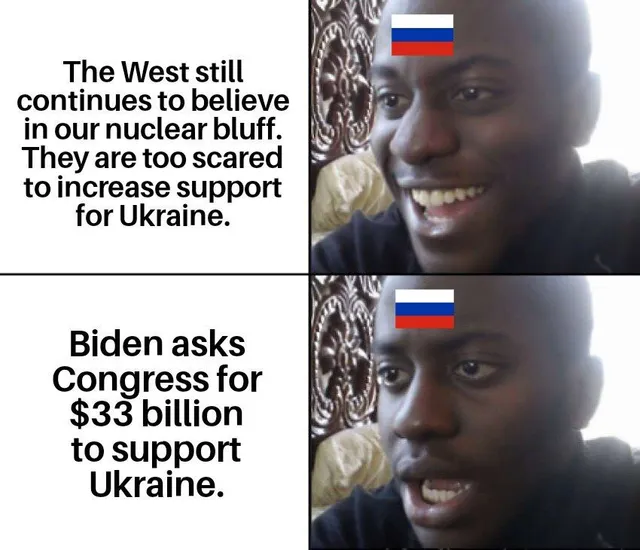 The West still
continues to believe
in our nuclear bluff.
They are too scared
to increase support
for Ukraine.
Biden asks
Congress for
$33 billion
to support
Ukraine.